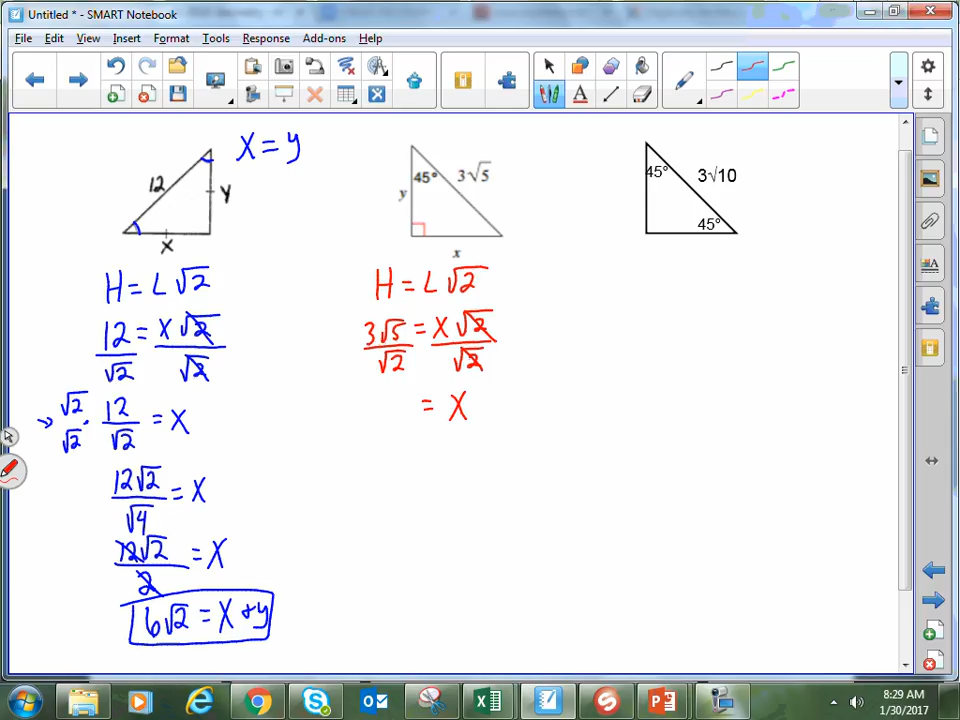 Untitled * - SMART Notebook
File Edit View Insert Format Tools Response Add-ons Help
12
Y
X
X = y
H = L √2
12 = X √2
√2 √2
→ √2 · 12 = X
√2 √2
12√2 = X
√4
12√2 = X
2
6√2 = X + y
45°
3√5
y
x
H = L √2
3√5 = X √2
√2 √2
= X
45°
3√10
45°
8:29 AM
1/30/2017